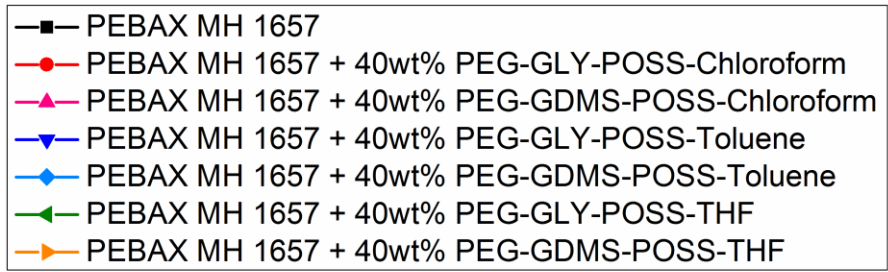 PEBAX MH 1657
PEBAX MH 1657 + 40wt% PEG-GLY-POSS-Chloroform
PEBAX MH 1657 + 40wt% PEG-GDMS-POSS-Chloroform
PEBAX MH 1657 + 40wt% PEG-GLY-POSS-Toluene
PEBAX MH 1657 + 40wt% PEG-GDMS-POSS-Toluene
PEBAX MH 1657 + 40wt% PEG-GLY-POSS-THF
PEBAX MH 1657 + 40wt% PEG-GDMS-POSS-THF